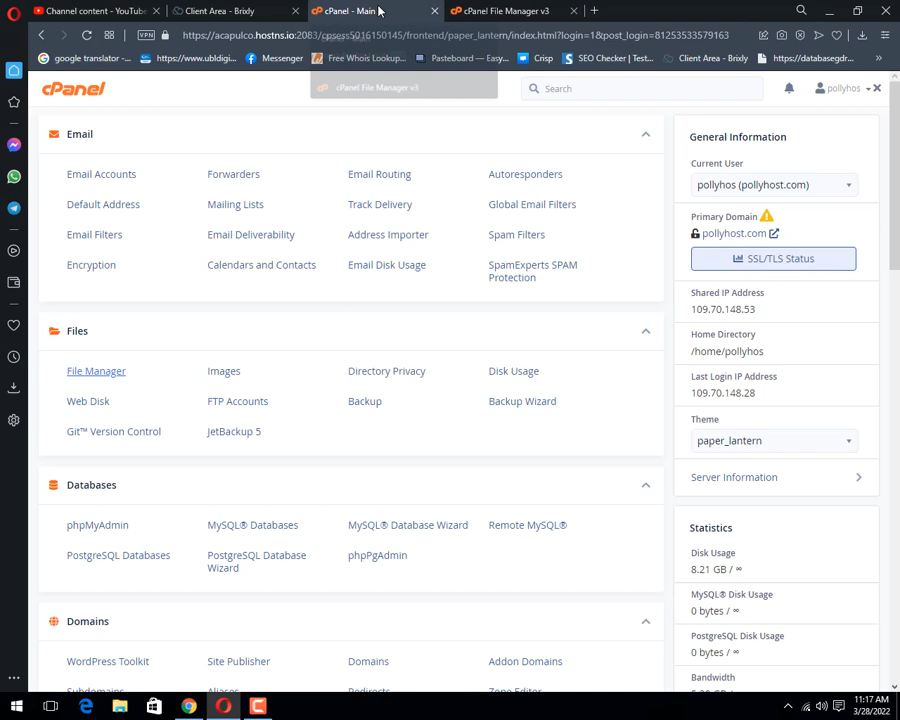 Channel content - YouTube
Client Area - Brixly
cPanel - Main
cPanel File Manager v3
VPN
https://acapulco.hostns.io:2083/cpsess5016150145/frontend/paper_lantern/index.html?login=1&post_login=81253533579163
google translator -...
https://www.ubldigi...
Messenger
Free Whois Lookup...
Pasteboard — Easy...
Crisp
SEO Checker | Test...
Client Area - Brixly
https://databasegdr...
»
cPanel File Manager v3
cPanel
Search
pollyhos
Email
Email Accounts
Forwarders
Email Routing
Autoresponders
Default Address
Mailing Lists
Track Delivery
Global Email Filters
Email Filters
Email Deliverability
Address Importer
Spam Filters
Encryption
Calendars and Contacts
Email Disk Usage
SpamExperts SPAM
Protection
Files
File Manager
Images
Directory Privacy
Disk Usage
Web Disk
FTP Accounts
Backup
Backup Wizard
Git™ Version Control
JetBackup 5
Databases
phpMyAdmin
MySQL® Databases
MySQL® Database Wizard
Remote MySQL®
PostgreSQL Databases
PostgreSQL Database
Wizard
phpPgAdmin
Domains
WordPress Toolkit
Site Publisher
Domains
Addon Domains
Subdomains
Aliases
Redirects
Zone Editor
General Information
Current User
pollyhos (pollyhost.com)
Primary Domain
pollyhost.com
SSL/TLS Status
Shared IP Address
109.70.148.53
Home Directory
/home/pollyhos
Last Login IP Address
109.70.148.28
Theme
paper_lantern
Server Information
Statistics
Disk Usage
8.21 GB / ∞
MySQL® Disk Usage
0 bytes / ∞
PostgreSQL Disk Usage
0 bytes / ∞
Bandwidth
11:17 AM
3/28/2022